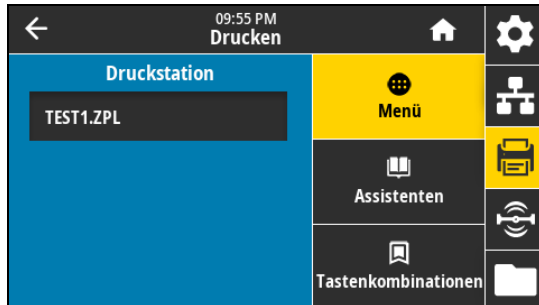 09:55 PM
Drucken
Druckstation
TEST1.ZPL
Menü
Assistenten
Tastenkombinationen